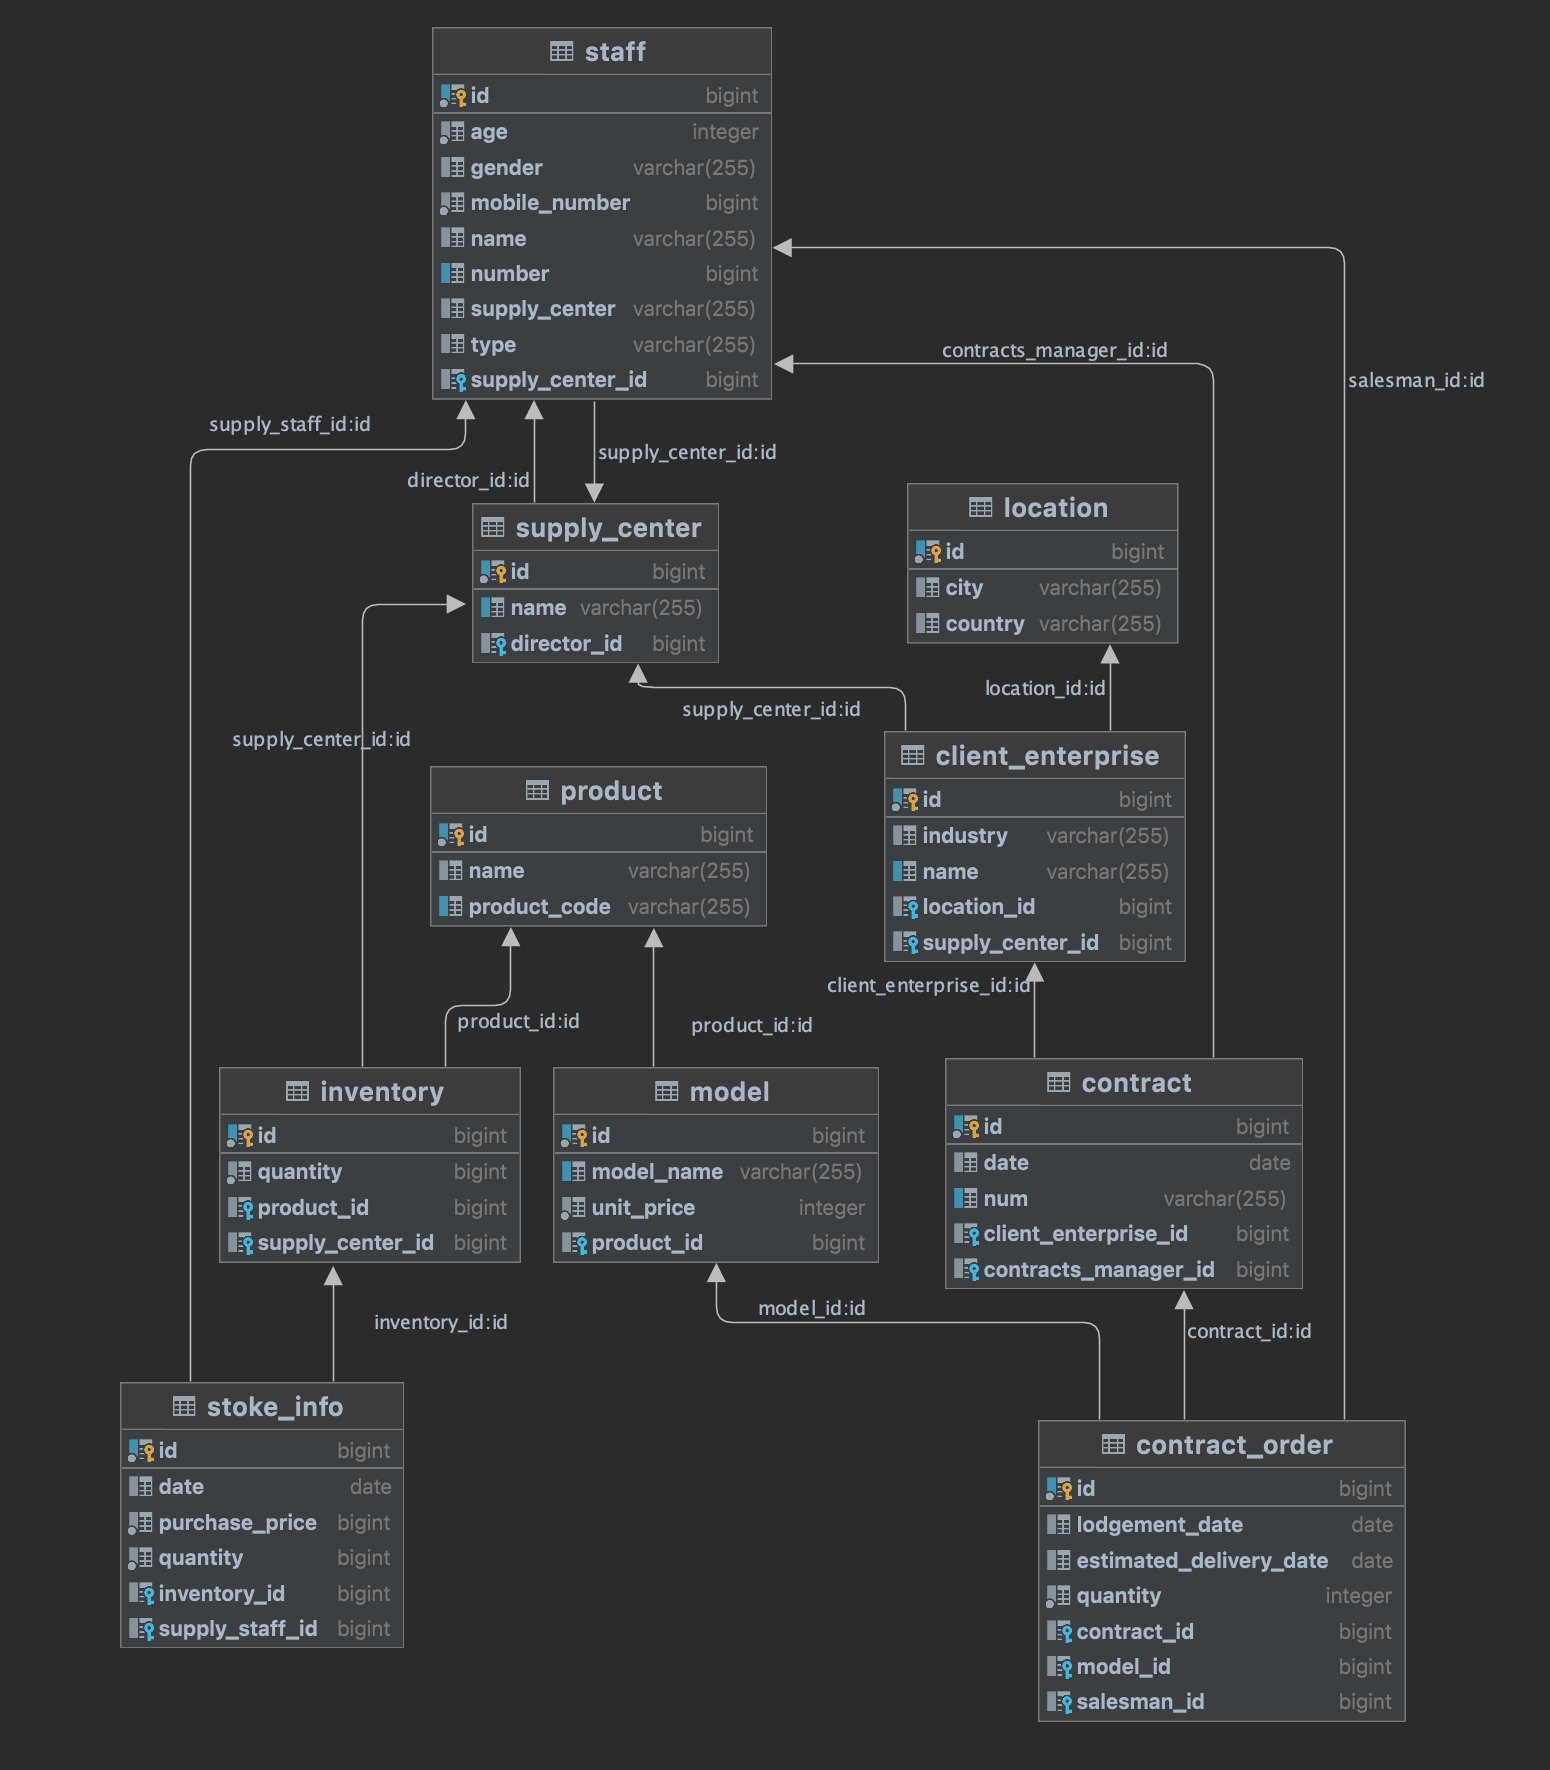 staff
id bigint
age integer
gender varchar(255)
mobile_number bigint
name varchar(255)
number bigint
supply_center varchar(255)
type varchar(255)
supply_center_id bigint
contracts_manager_id:id
salesman_id:id
supply_staff_id:id
director_id:id
supply_center_id:id
supply_center
id bigint
name varchar(255)
director_id bigint
location
id bigint
city varchar(255)
country varchar(255)
location_id:id
supply_center_id:id
supply_center_id:id
client_enterprise
id bigint
industry varchar(255)
name varchar(255)
location_id bigint
supply_center_id bigint
product
id bigint
name varchar(255)
product_code varchar(255)
client_enterprise_id:id
product_id:id
product_id:id
inventory
id bigint
quantity bigint
product_id bigint
supply_center_id bigint
model
id bigint
model_name varchar(255)
unit_price integer
product_id bigint
contract
id bigint
date date
num varchar(255)
client_enterprise_id bigint
contracts_manager_id bigint
inventory_id:id
model_id:id
contract_id:id
stoke_info
id bigint
date date
purchase_price bigint
quantity bigint
inventory_id bigint
supply_staff_id bigint
contract_order
id bigint
lodgement_date date
estimated_delivery_date date
quantity integer
contract_id bigint
model_id bigint
salesman_id bigint